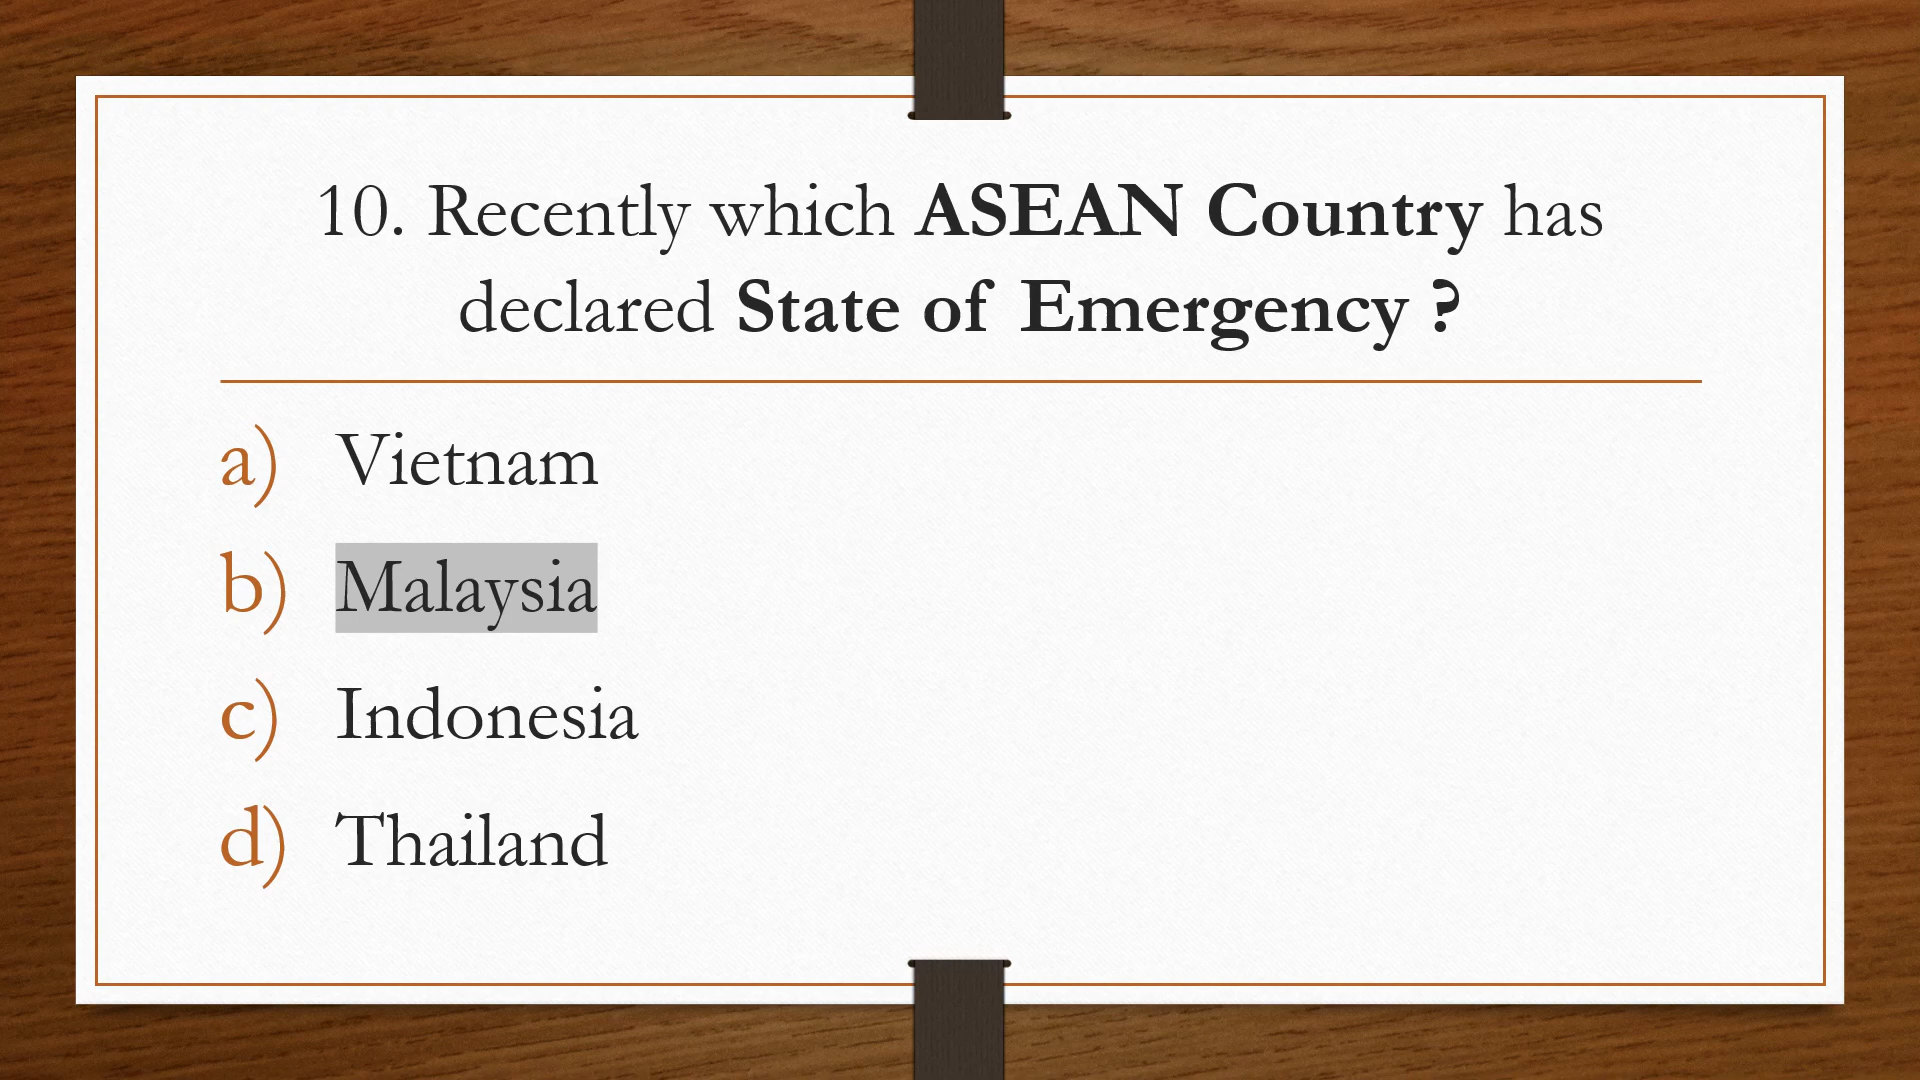 10. Recently which ASEAN Country has
declared State of Emergency ?
a) Vietnam
b) Malaysia
c) Indonesia
d) Thailand